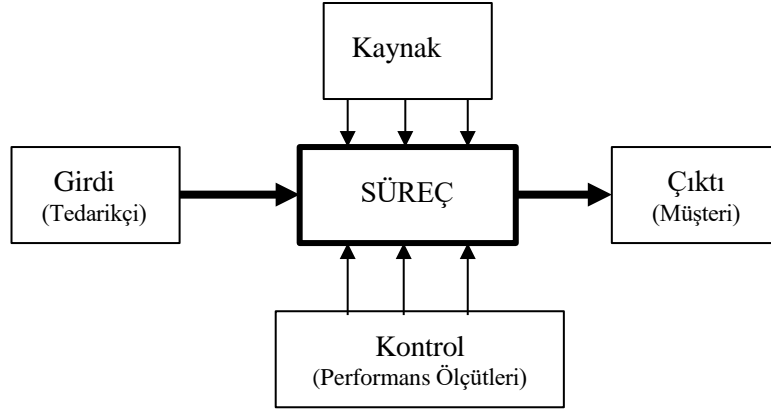 Kaynak
Girdi
(Tedarikçi)
SÜREÇ
Çıktı
(Müşteri)
Kontrol
(Performans Ölçütleri)